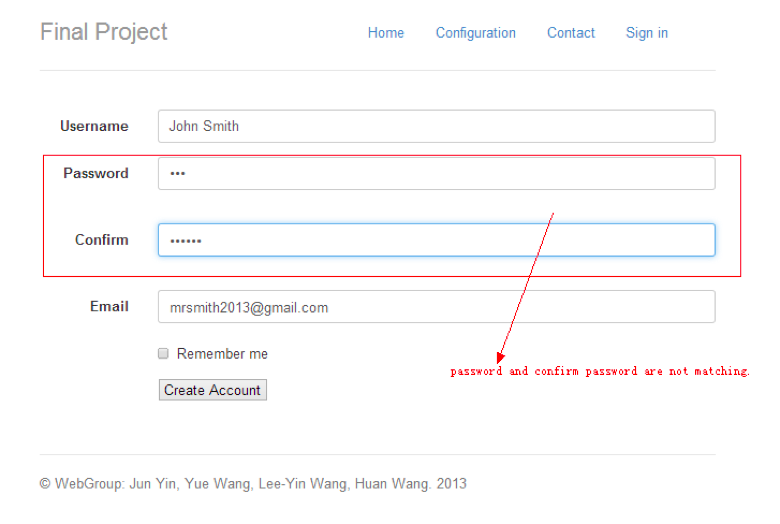 Final Project Home Configuration Contact Sign in
Username John Smith
Password •••
Confirm ••••••
Email mrsmith2013@gmail.com
Remember me
password and confirm password are not matching.
Create Account
© WebGroup: Jun Yin, Yue Wang, Lee-Yin Wang, Huan Wang. 2013